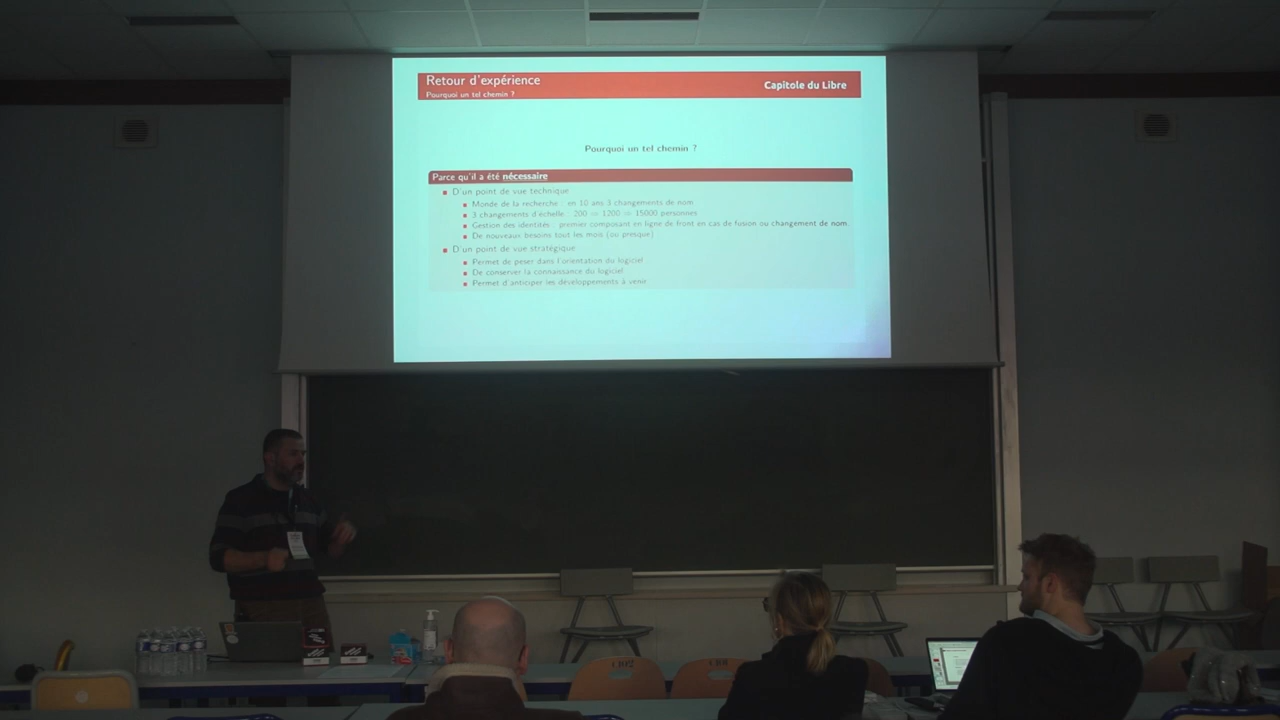 Retour d'expérience
Pourquoi un tel chemin ?
Capitole du Libre
Pourquoi un tel chemin ?
Parce qu'il a été nécessaire
D'un point de vue technique
Monde de la recherche : en 10 ans 3 changements de nom
3 changements d'échelle : 200 ⇒ 1200 ⇒ 15000 personnes
Gestion des identités : premier composant en ligne de front en cas de fusion ou changement de nom.
De nouveaux besoins tout les mois (ou presque)
D'un point de vue stratégique
Permet de peser dans l'orientation du logiciel
De conserver la connaissance du logiciel
Permet d'anticiper les développements à venir